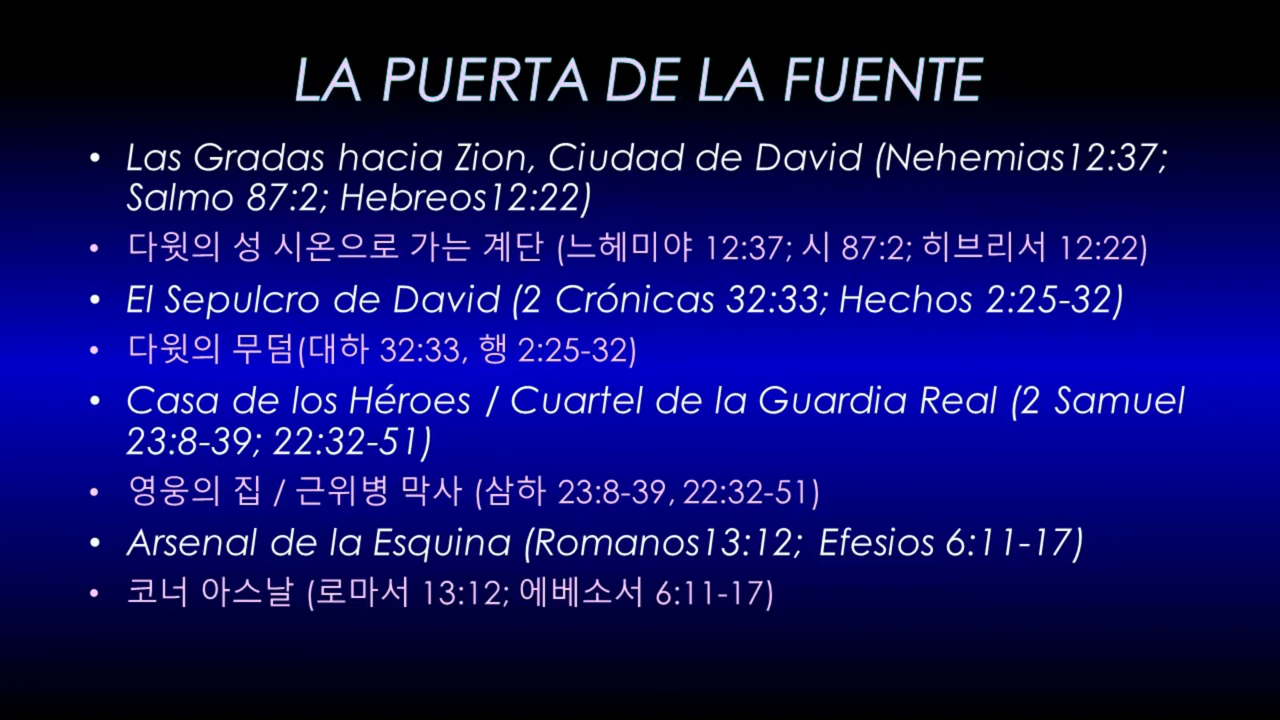 LA PUERTA DE LA FUENTE
• Las Gradas hacia Zion, Ciudad de David (Nehemias12:37;
Salmo 87:2; Hebreos12:22)
• 다윗의 성 시온으로 가는 계단 (느헤미야 12:37; 시 87:2; 히브리서 12:22)
• El Sepulcro de David (2 Crónicas 32:33; Hechos 2:25-32)
• 다윗의 무덤(대하 32:33, 행 2:25-32)
• Casa de los Héroes / Cuartel de la Guardia Real (2 Samuel
23:8-39; 22:32-51)
• 영웅의 집 / 근위병 막사 (삼하 23:8-39, 22:32-51)
• Arsenal de la Esquina (Romanos13:12; Efesios 6:11-17)
• 코너 아스날 (로마서 13:12; 에베소서 6:11-17)